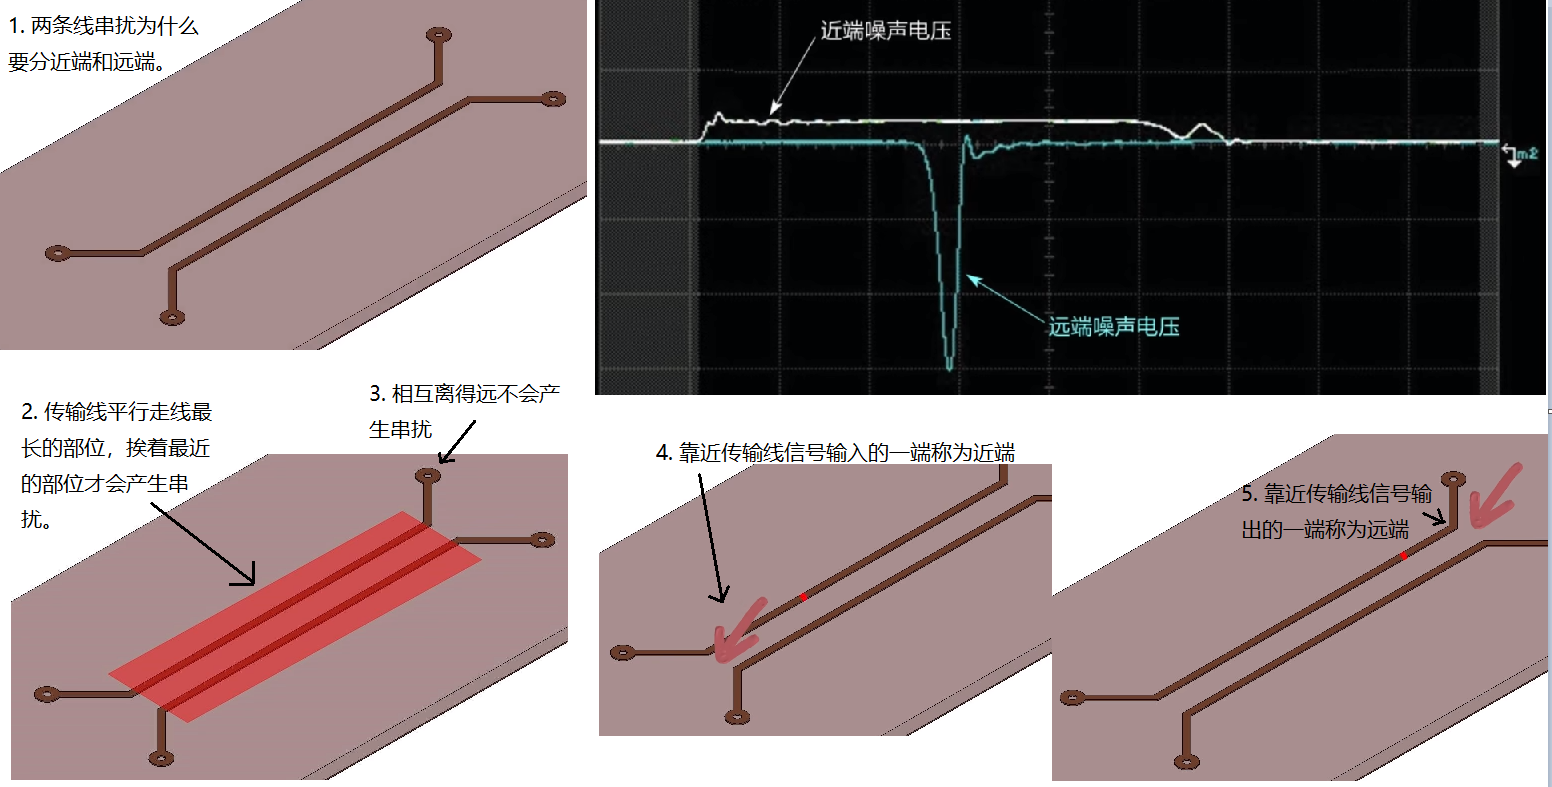 1. 两条线串扰为什么
要分近端和远端。
近端噪声电压
远端噪声电压
m2
2. 传输线平行走线最
长的部位，挨着最近
的部位才会产生串
扰。
3. 相互离得远不会产
生串扰
4. 靠近传输线信号输入的一端称为近端
5. 靠近传输线信号输
出的一端称为远端